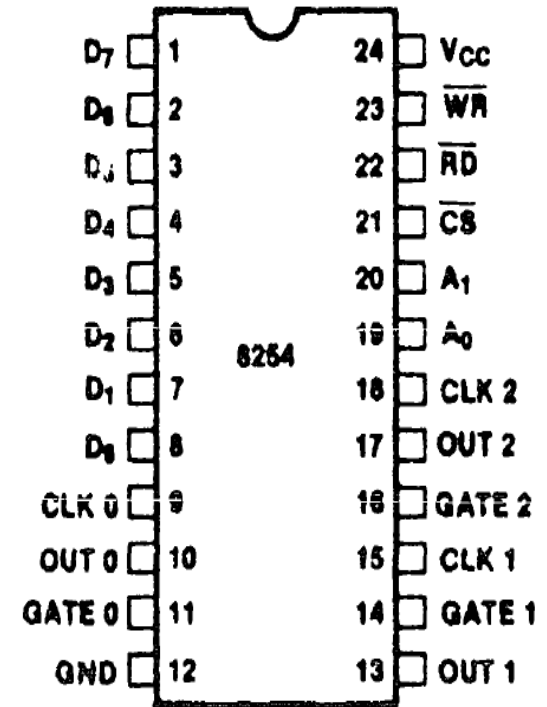 D7 1 24 VCC
D6 2 23 WR
D5 3 22 RD
D4 4 21 CS
D3 5 20 A1
D2 6 19 A0
D1 7 18 CLK 2
8254
D0 8 17 OUT 2
CLK 0 9 16 GATE 2
OUT 0 10 15 CLK 1
GATE 0 11 14 GATE 1
GND 12 13 OUT 1